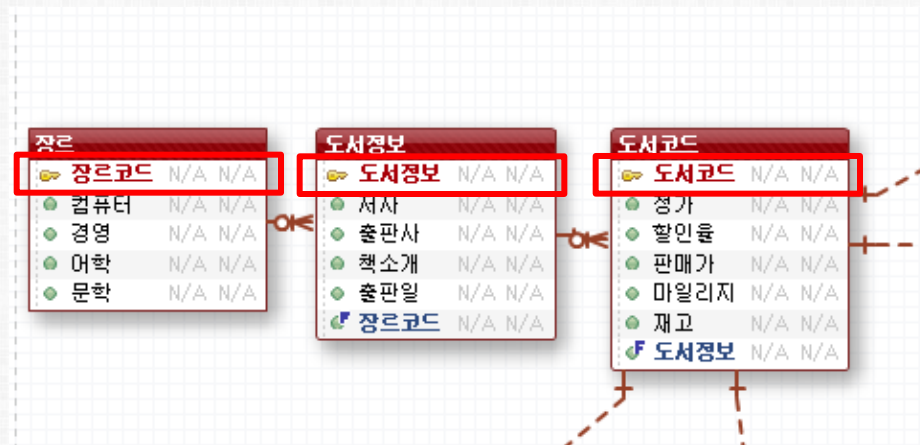 장르
장르코드 N/A N/A
컴퓨터 N/A N/A
경영 N/A N/A
어학 N/A N/A
문학 N/A N/A
도서정보
도서정보 N/A N/A
저자 N/A N/A
출판사 N/A N/A
책소개 N/A N/A
출판일 N/A N/A
장르코드 N/A N/A
도서코드
도서코드 N/A N/A
정가 N/A N/A
할인율 N/A N/A
판매가 N/A N/A
마일리지 N/A N/A
재고 N/A N/A
도서정보 N/A N/A